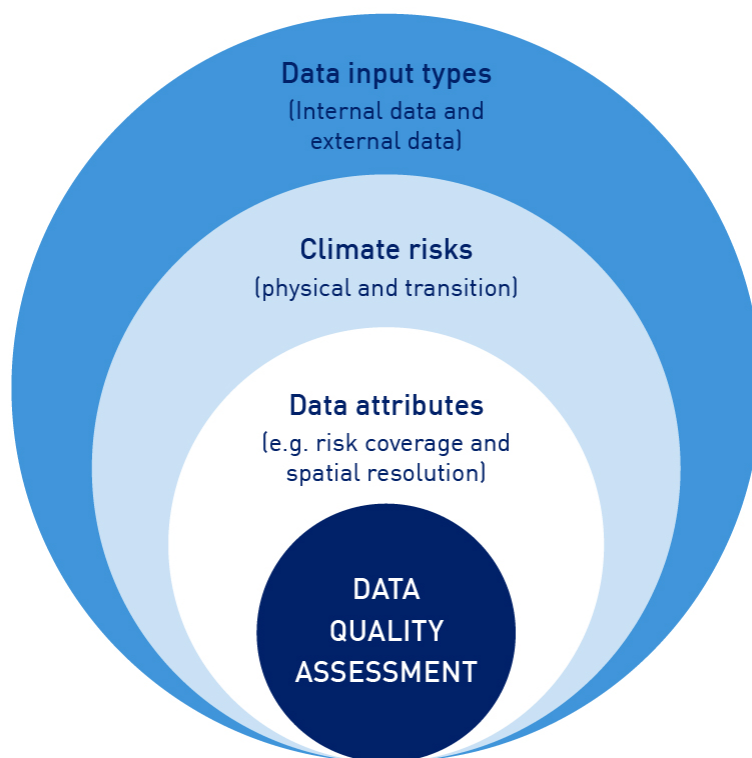 Data input types
(Internal data and
external data)
Climate risks
(physical and transition)
Data attributes
(e.g. risk coverage and
spatial resolution)
DATA
QUALITY
ASSESSMENT